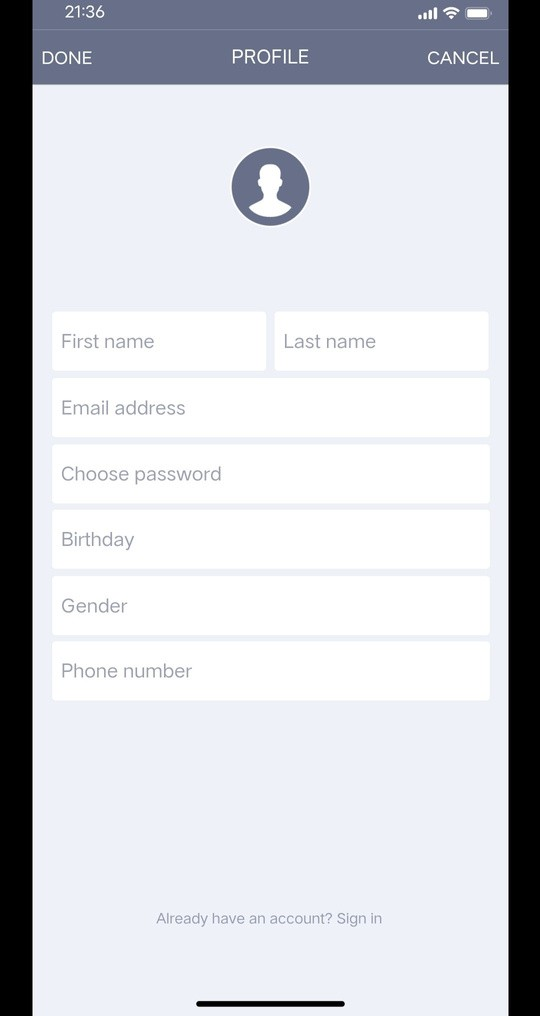 21:36
DONE PROFILE CANCEL
First name Last name
Email address
Choose password
Birthday
Gender
Phone number
Already have an account? Sign in